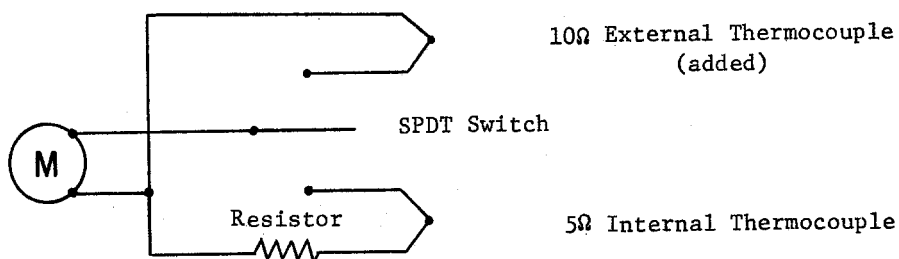 10Ω External Thermocouple
(added)
SPDT Switch
M
Resistor
5Ω Internal Thermocouple